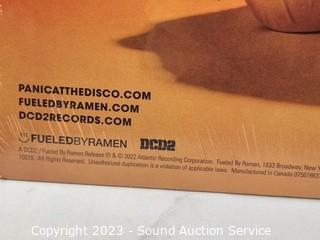 PANICATTHEDISCO.COM
FUELEDBYRAMEN.COM
DCD2RECORDS.COM
FUELEDBYRAMEN DCD2
A DCD2 / Fueled By Ramen Release ℗ & © 2022 Atlantic Recording Corporation. Fueled By Ramen, 1633 Broadway, New Y
10019. All Rights Reserved. Unauthorized duplication is a violation of applicable laws. Manufactured in Canada
Copyright 2023 - Sound Auction Service